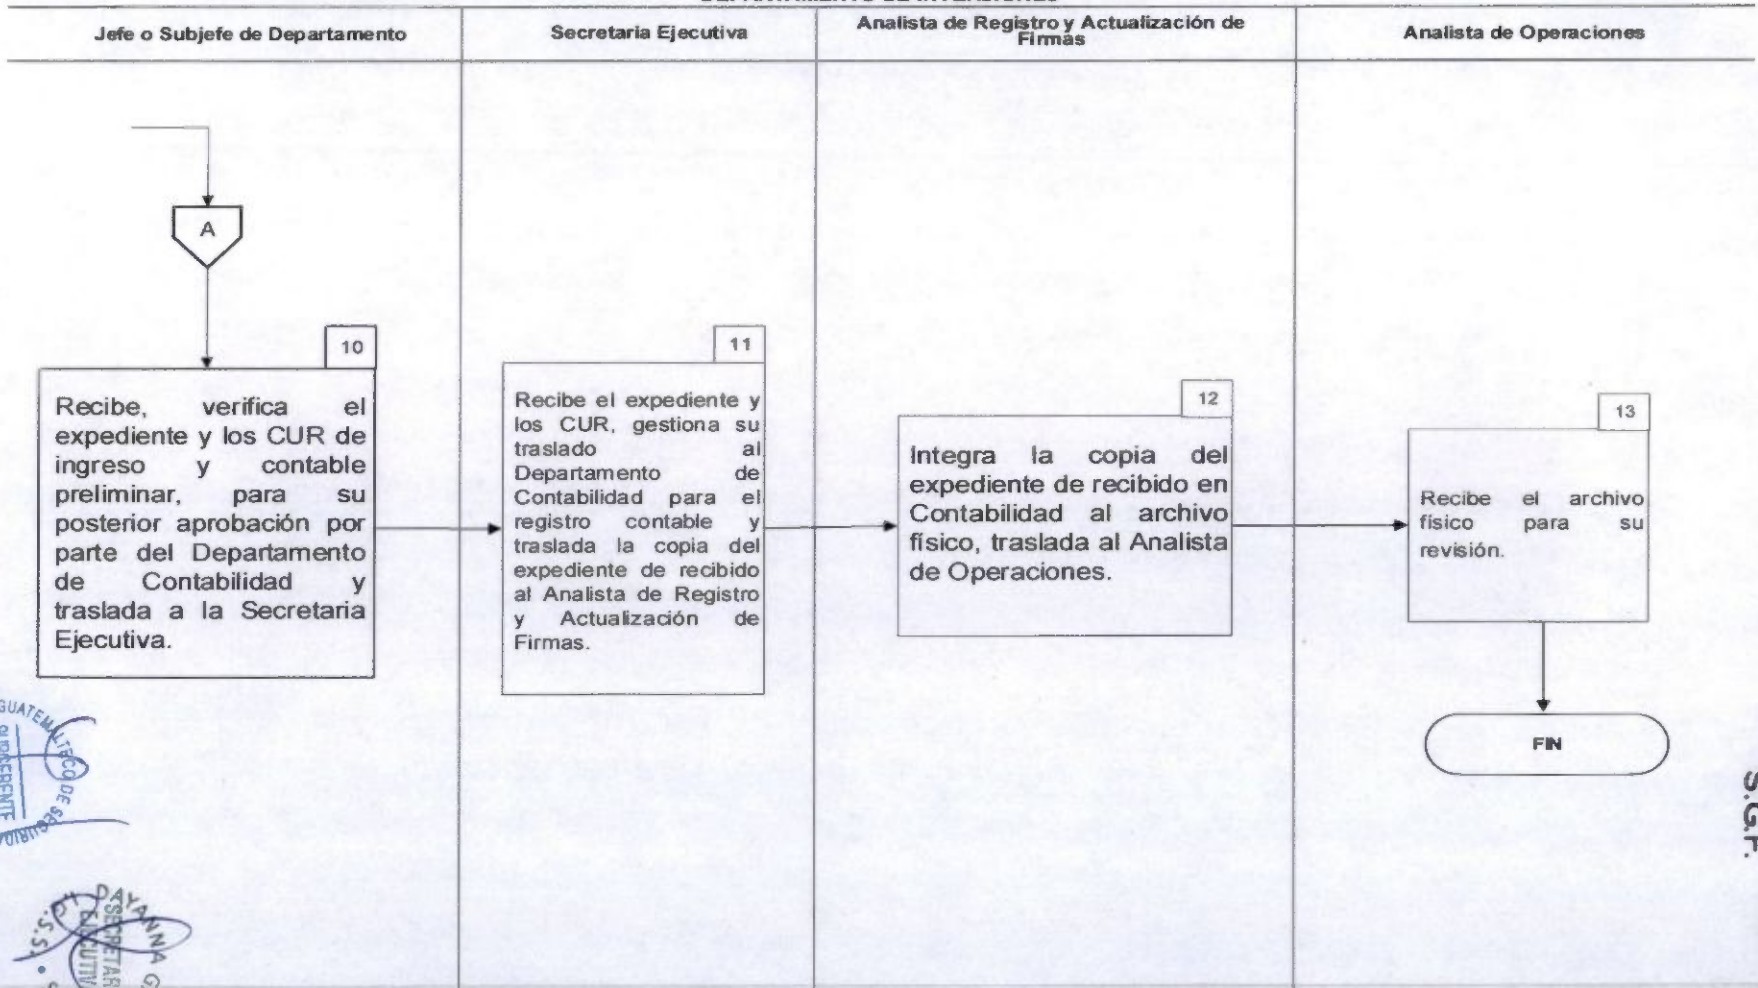 Jefe o Subjefe de Departamento
Secretaria Ejecutiva
Analista de Registro y Actualización de
Firmas
Analista de Operaciones
A
10
Recibe, verifica el
expediente y los CUR de
ingreso y contable
preliminar, para su
posterior aprobación por
parte del Departamento
de Contabilidad y
traslada a la Secretaria
Ejecutiva.
11
Recibe el expediente y
los CUR, gestiona su
traslado al
Departamento de
Contabilidad para el
registro contable y
traslada la copia del
expediente de recibido
al Analista de Registro
y Actualización de
Firmas.
12
Integra la copia del
expediente de recibido en
Contabilidad al archivo
físico, traslada al Analista
de Operaciones.
13
Recibe el archivo
físico para su
revisión.
FIN
S.G.F.
DAYANNA G